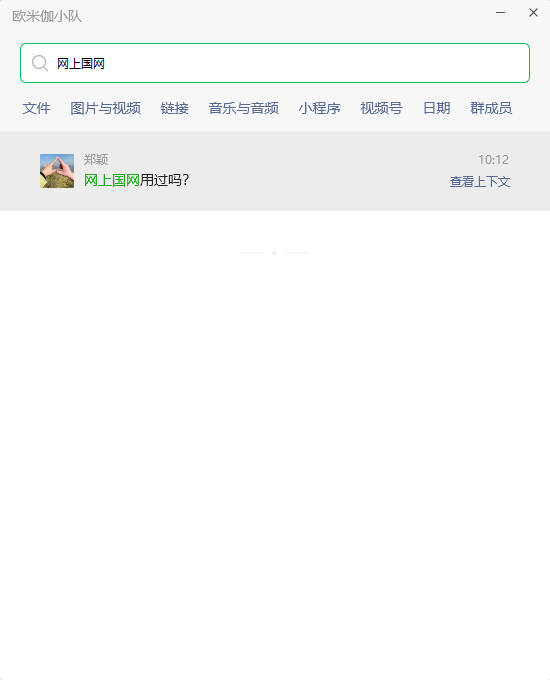 欧米伽小队
网上国网
文件 图片与视频 链接 音乐与音频 小程序 视频号 日期 群成员
郑颖 10:12
网上国网用过吗? 查看上下文